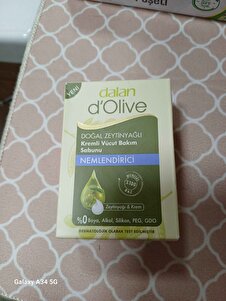 Poşeti
YENİ
dalan
d'Olive
DOĞAL ZEYTİNYAĞLI
Kremli Vücut Bakım
Sabunu
NEMLENDİRİCİ
Zeytinyağı & Krem
%0 Boya, Alkol, Silikon, PEG, GDO
DERMATOLOJİK OLARAK TEST EDİLMİŞTİR
Galaxy A34 5G